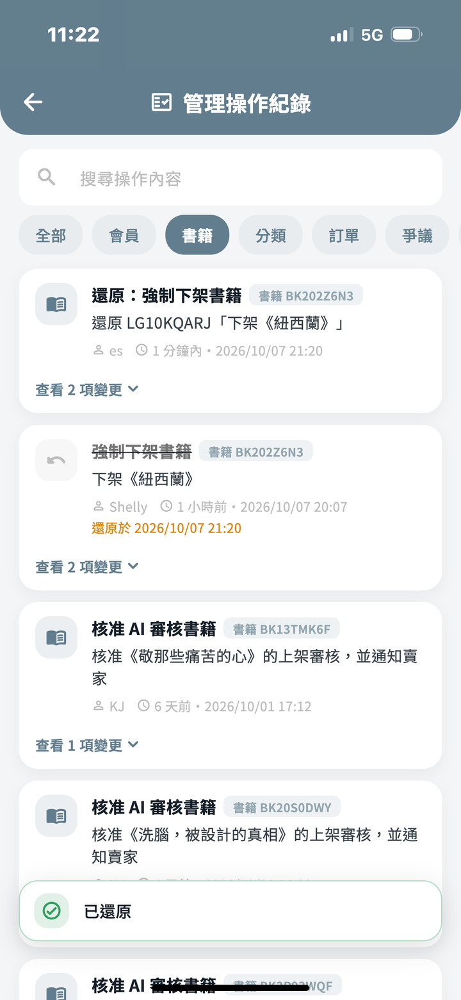 11:22 5G
管理操作紀錄
搜尋操作內容
全部 會員 書籍 分類 訂單 爭議
還原：強制下架書籍 書籍 BK202Z6N3
還原 LG10KQARJ「下架《紐西蘭》」
es 1 分鐘內・2026/10/07 21:20
查看 2 項變更
強制下架書籍 書籍 BK202Z6N3
下架《紐西蘭》
Shelly 1 小時前・2026/10/07 20:07
還原於 2026/10/07 21:20
查看 2 項變更
核准 AI 審核書籍 書籍 BK13TMK6F
核准《敬那些痛苦的心》的上架審核，並通知賣
家
KJ 6 天前・2026/10/01 17:12
查看 1 項變更
核准 AI 審核書籍 書籍 BK20S0DWY
核准《洗腦，被設計的真相》的上架審核，並通
知賣家
已還原
核准 AI 審核書籍 書籍